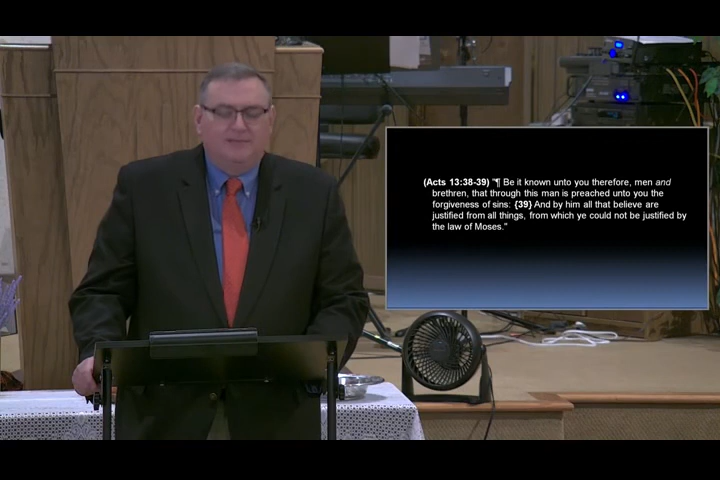 (Acts 13:38-39) "¶ Be it known unto you therefore, men and
brethren, that through this man is preached unto you the
forgiveness of sins: {39} And by him all that believe are
justified from all things, from which ye could not be justified by
the law of Moses."